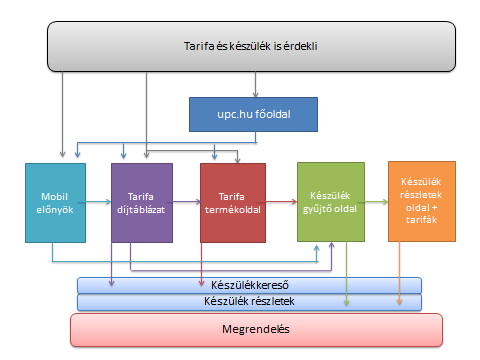 Tarifa és készülék is érdekli
upc.hu főoldal
Mobil
előnyök
Tarifa
díjtáblázat
Tarifa
termékoldal
Készülék
gyűjtő oldal
Készülék
részletek
oldal +
tarifák
Készülékkereső
Készülék részletek
Megrendelés